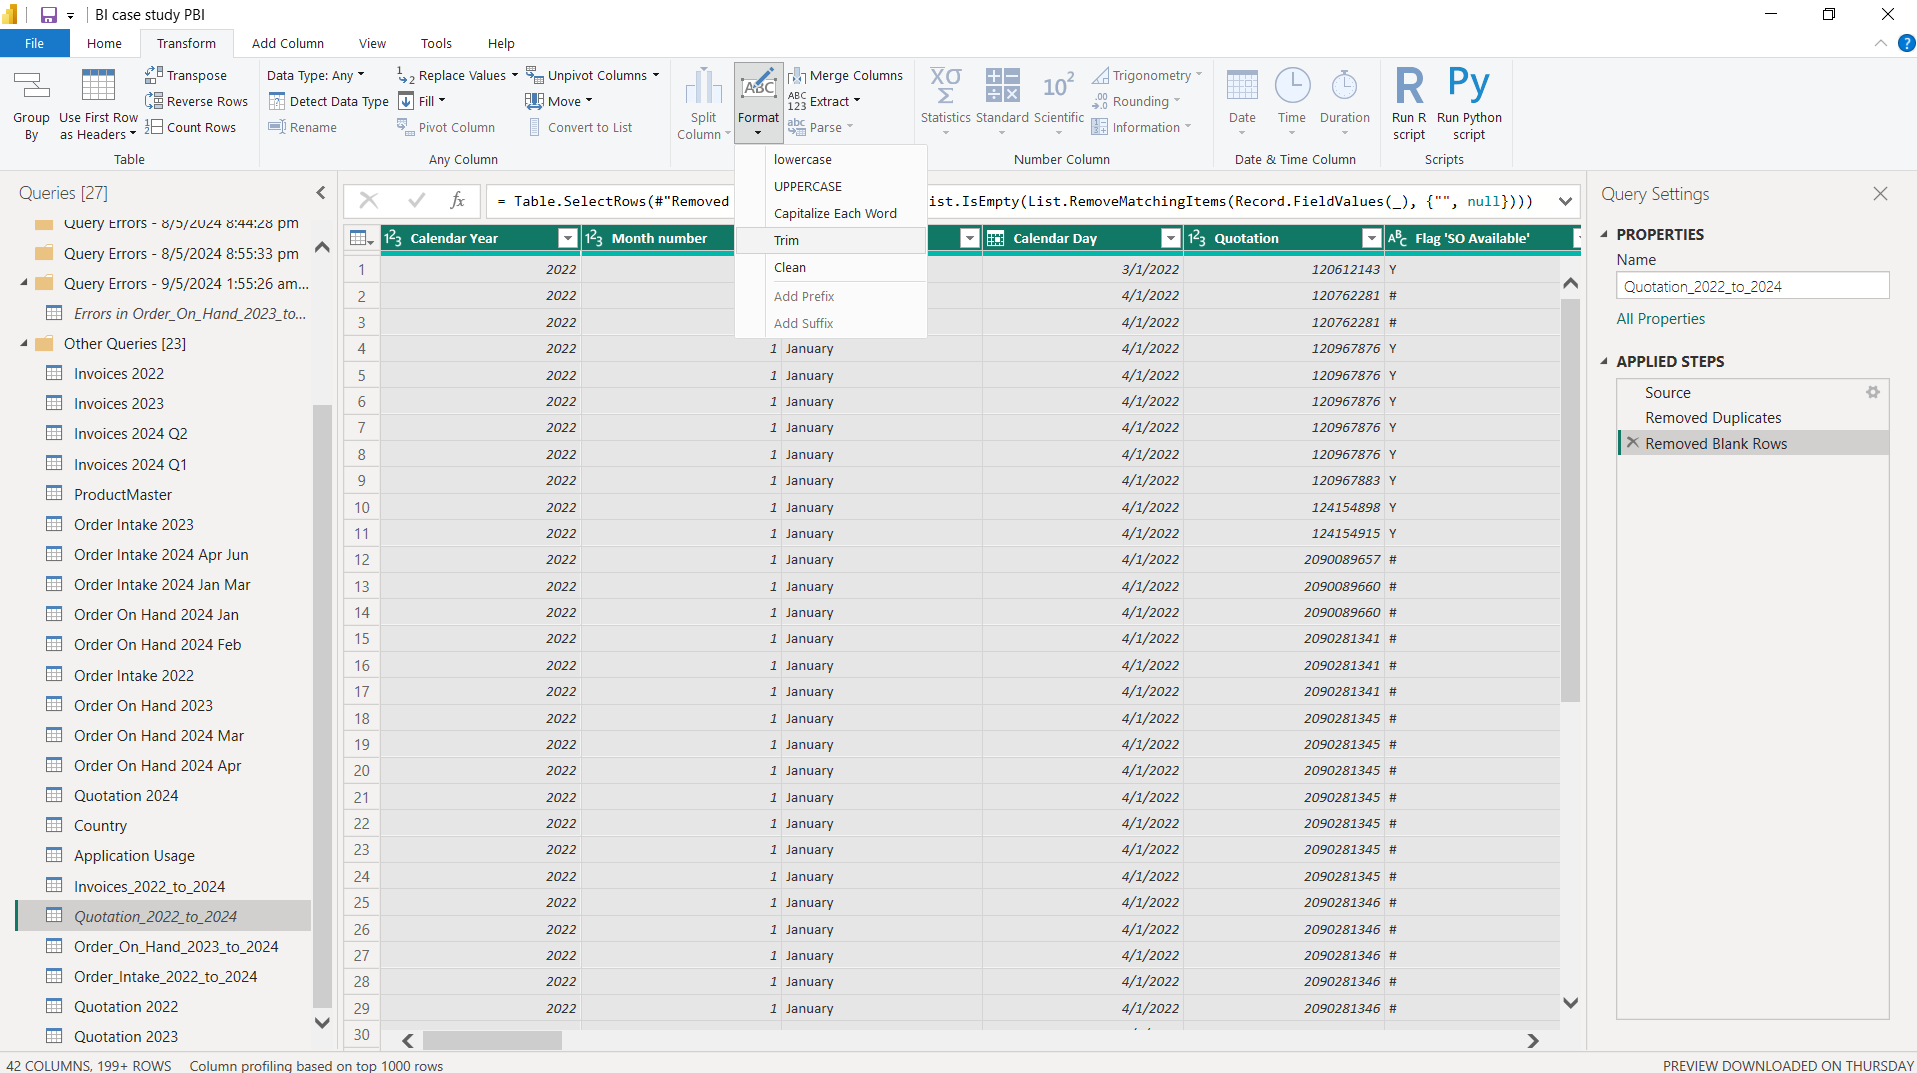 BI case study PBI
File Home Transform Add Column View Tools Help
Group By
Use First Row as Headers
Transpose
Reverse Rows
Count Rows
Table
Data Type: Any
Detect Data Type
Rename
Replace Values
Fill
Pivot Column
Unpivot Columns
Move
Convert to List
Any Column
Split Column
Format
Merge Columns
Extract
Parse
Statistics
Standard
Scientific
Trigonometry
Rounding
Information
Number Column
Date
Time
Duration
Date & Time Column
Run R script
Run Python script
Scripts
lowercase
UPPERCASE
Capitalize Each Word
Trim
Clean
Add Prefix
Add Suffix
Queries [27]
Query Errors - 8/5/2024 8:44:28 pm
Query Errors - 8/5/2024 8:55:33 pm
Query Errors - 9/5/2024 1:55:26 am...
Errors in Order_On_Hand_2023_to...
Other Queries [23]
Invoices 2022
Invoices 2023
Invoices 2024 Q2
Invoices 2024 Q1
ProductMaster
Order Intake 2023
Order Intake 2024 Apr Jun
Order Intake 2024 Jan Mar
Order On Hand 2024 Jan
Order On Hand 2024 Feb
Order Intake 2022
Order On Hand 2023
Order On Hand 2024 Mar
Order On Hand 2024 Apr
Quotation 2024
Country
Application Usage
Invoices_2022_to_2024
Quotation_2022_to_2024
Order_On_Hand_2023_to_2024
Order_Intake_2022_to_2024
Quotation 2022
Quotation 2023
= Table.SelectRows(#"Removed ist.IsEmpty(List.RemoveMatchingItems(Record.FieldValues(_), {"", null})))
Calendar Year Month number Calendar Day Quotation Flag 'SO Available'
1 2022 3/1/2022 120612143 Y
2 2022 4/1/2022 120762281 #
3 2022 4/1/2022 120762281 #
4 2022 1 January 4/1/2022 120967876 Y
5 2022 1 January 4/1/2022 120967876 Y
6 2022 1 January 4/1/2022 120967876 Y
7 2022 1 January 4/1/2022 120967876 Y
8 2022 1 January 4/1/2022 120967876 Y
9 2022 1 January 4/1/2022 120967883 Y
10 2022 1 January 4/1/2022 124154898 Y
11 2022 1 January 4/1/2022 124154915 Y
12 2022 1 January 4/1/2022 2090089657 #
13 2022 1 January 4/1/2022 2090089660 #
14 2022 1 January 4/1/2022 2090089660 #
15 2022 1 January 4/1/2022 2090281341 #
16 2022 1 January 4/1/2022 2090281341 #
17 2022 1 January 4/1/2022 2090281341 #
18 2022 1 January 4/1/2022 2090281345 #
19 2022 1 January 4/1/2022 2090281345 #
20 2022 1 January 4/1/2022 2090281345 #
21 2022 1 January 4/1/2022 2090281345 #
22 2022 1 January 4/1/2022 2090281345 #
23 2022 1 January 4/1/2022 2090281345 #
24 2022 1 January 4/1/2022 2090281345 #
25 2022 1 January 4/1/2022 2090281346 #
26 2022 1 January 4/1/2022 2090281346 #
27 2022 1 January 4/1/2022 2090281346 #
28 2022 1 January 4/1/2022 2090281346 #
29 2022 1 January 4/1/2022 2090281346 #
30
Query Settings
PROPERTIES
Name
Quotation_2022_to_2024
All Properties
APPLIED STEPS
Source
Removed Duplicates
Removed Blank Rows
42 COLUMNS, 199+ ROWS Column profiling based on top 1000 rows
PREVIEW DOWNLOADED ON THURSDAY